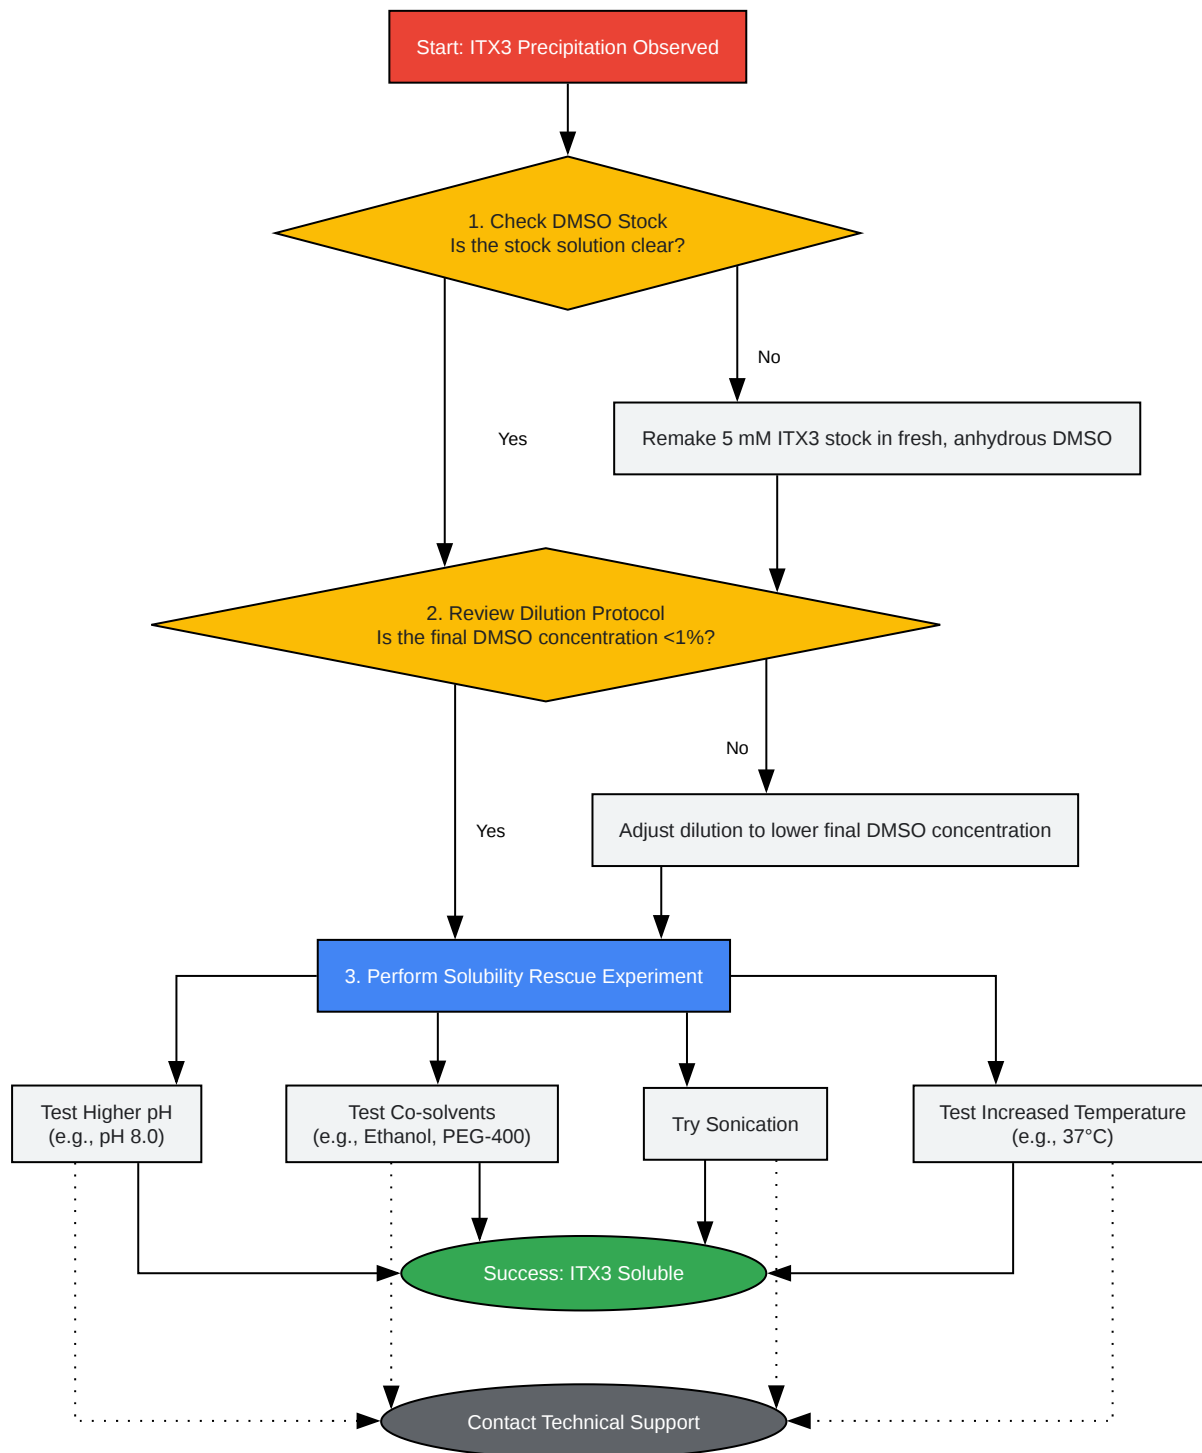 Start: ITX3 Precipitation Observed
1. Check DMSO Stock
Is the stock solution clear?
No
Yes
Remake 5 mM ITX3 stock in fresh, anhydrous DMSO
2. Review Dilution Protocol
Is the final DMSO concentration <1%?
No
Yes
Adjust dilution to lower final DMSO concentration
3. Perform Solubility Rescue Experiment
Test Higher pH
(e.g., pH 8.0)
Test Co-solvents
(e.g., Ethanol, PEG-400)
Try Sonication
Test Increased Temperature
(e.g., 37°C)
Success: ITX3 Soluble
Contact Technical Support